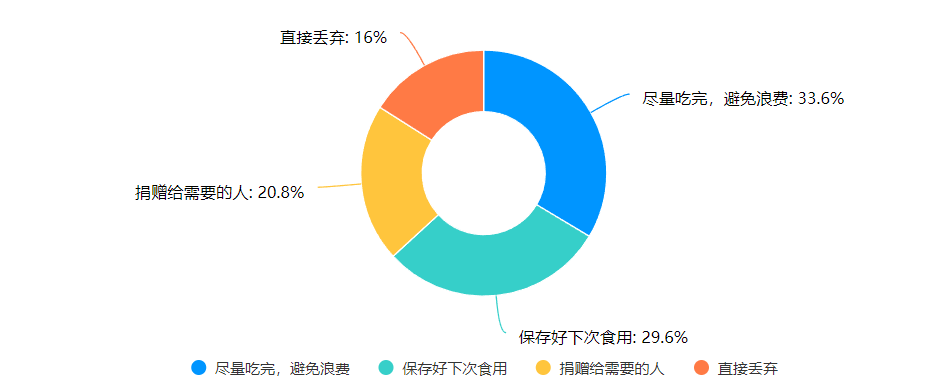 直接丢弃: 16%
尽量吃完，避免浪费: 33.6%
捐赠给需要的人: 20.8%
保存好下次食用: 29.6%
尽量吃完，避免浪费 保存好下次食用 捐赠给需要的人 直接丢弃